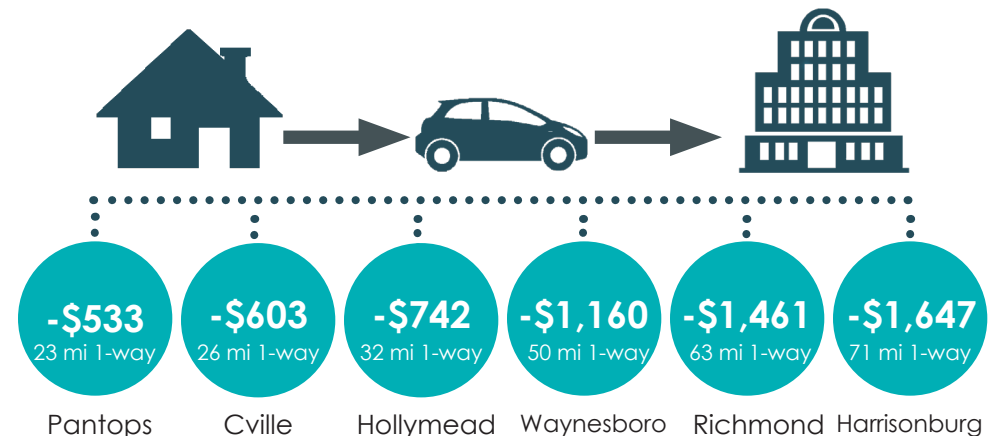 -$533
23 mi 1-way
Pantops
-$603
26 mi 1-way
Cville
-$742
32 mi 1-way
Hollymead
-$1,160
50 mi 1-way
Waynesboro
-$1,461
63 mi 1-way
Richmond
-$1,647
71 mi 1-way
Harrisonburg